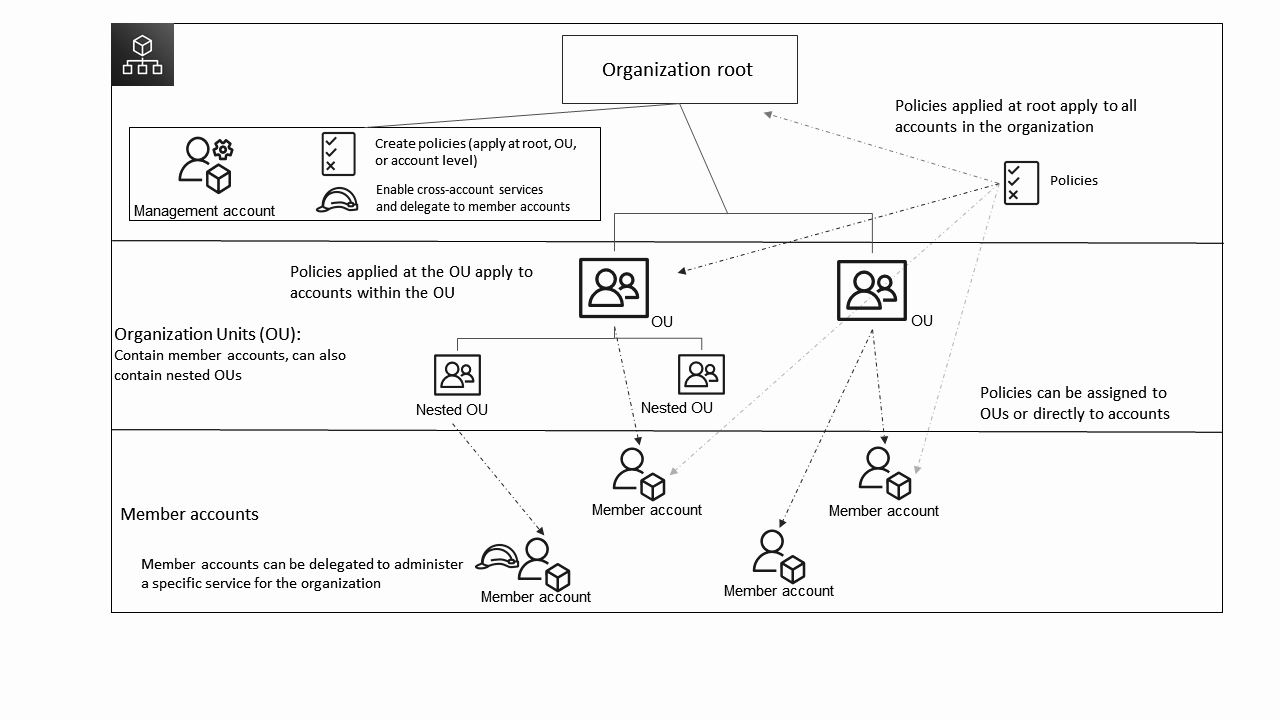 Organization root
Policies applied at root apply to all
accounts in the organization
Create policies (apply at root, OU,
or account level)
Enable cross-account services
and delegate to member accounts
Management account
Policies
Policies applied at the OU apply to
accounts within the OU
OU
OU
Organization Units (OU):
Contain member accounts, can also
contain nested OUs
Nested OU
Nested OU
Policies can be assigned to
OUs or directly to accounts
Member accounts
Member account
Member account
Member accounts can be delegated to administer
a specific service for the organization
Member account
Member account